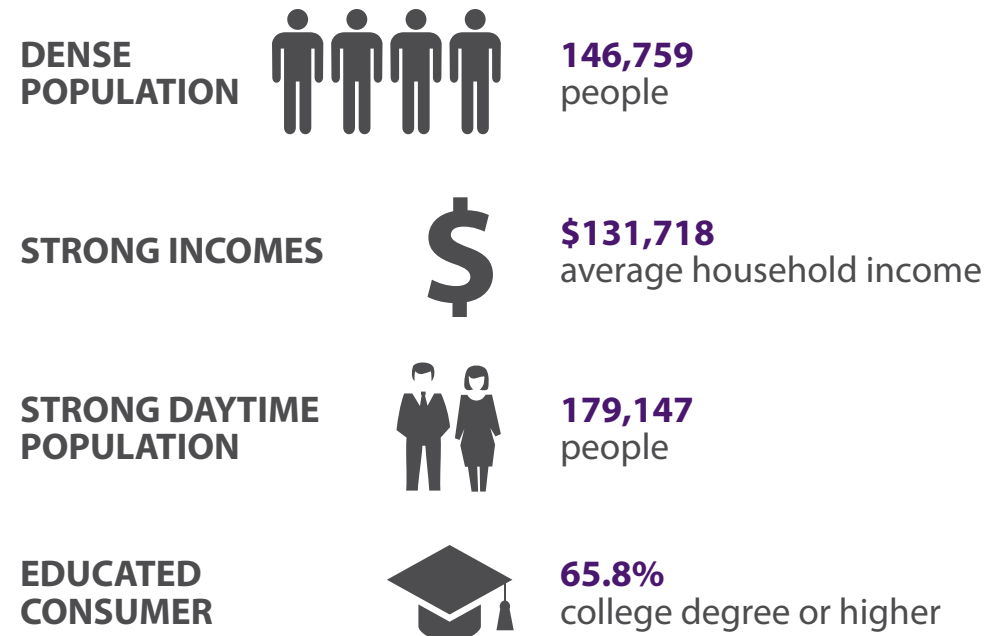 DENSE
POPULATION
146,759
people
STRONG INCOMES
$
$131,718
average household income
STRONG DAYTIME
POPULATION
179,147
people
EDUCATED
CONSUMER
65.8%
college degree or higher